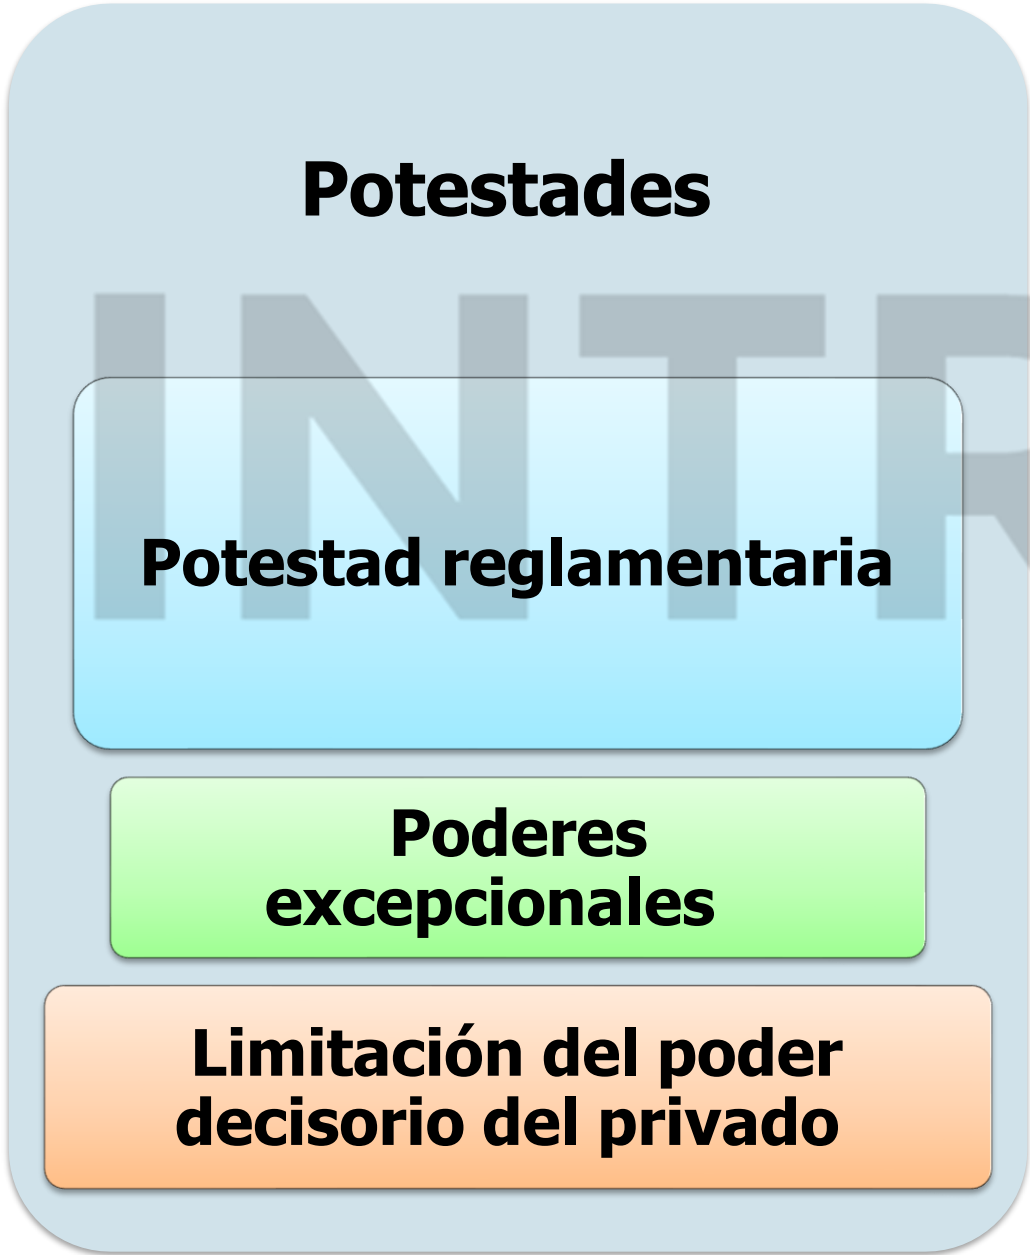 Potestades
INTR
Potestad reglamentaria
Poderes
excepcionales
Limitación del poder
decisorio del privado